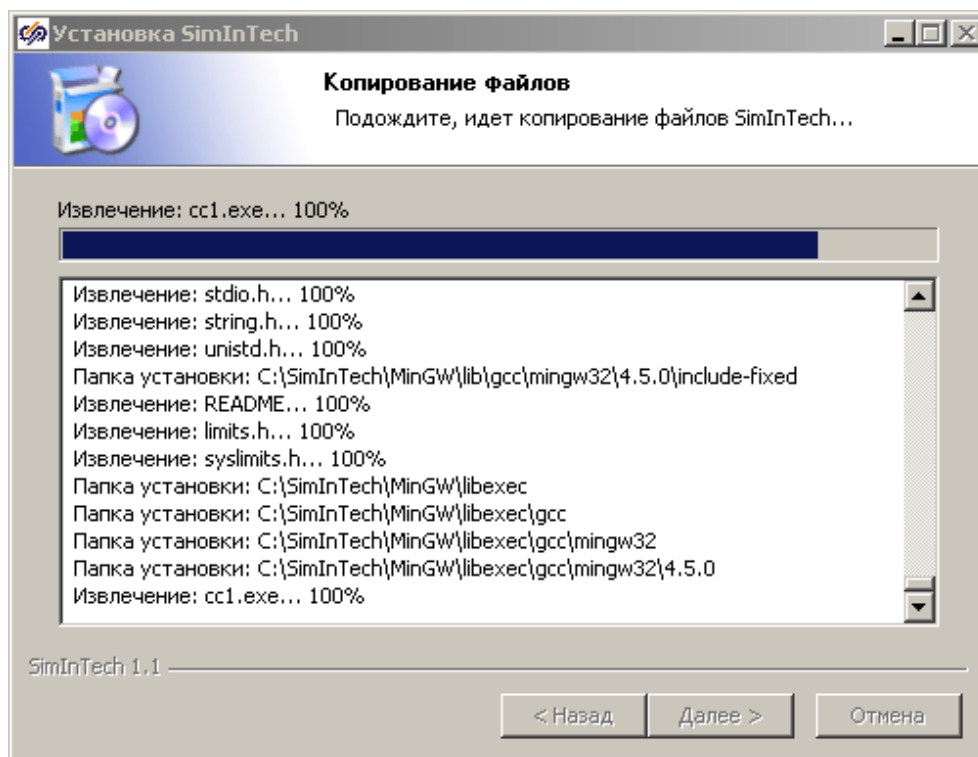 Установка SimInTech
Копирование файлов
Подождите, идет копирование файлов SimInTech...
Извлечение: cc1.exe... 100%
Извлечение: stdio.h... 100%
Извлечение: string.h... 100%
Извлечение: unistd.h... 100%
Папка установки: C:\SimInTech\MinGW\lib\gcc\mingw32\4.5.0\include-fixed
Извлечение: README... 100%
Извлечение: limits.h... 100%
Извлечение: syslimits.h... 100%
Папка установки: C:\SimInTech\MinGW\libexec
Папка установки: C:\SimInTech\MinGW\libexec\gcc
Папка установки: C:\SimInTech\MinGW\libexec\gcc\mingw32
Папка установки: C:\SimInTech\MinGW\libexec\gcc\mingw32\4.5.0
Извлечение: cc1.exe... 100%
SimInTech 1.1
< Назад Далее > Отмена